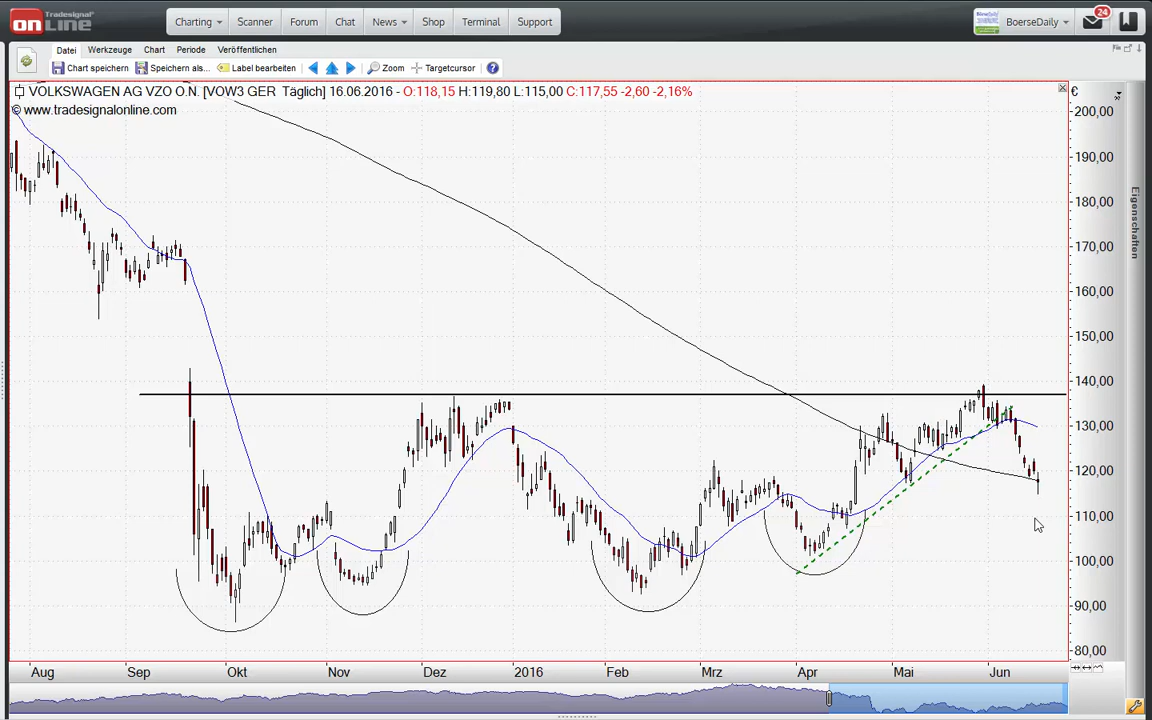 Tradesignal®
ONLINE
Charting
Scanner
Forum
Chat
News
Shop
Terminal
Support
BoerseDaily
24
Datei
Werkzeuge
Chart
Periode
Veröffentlichen
Chart speichern
Speichern als...
Label bearbeiten
Zoom
Targetcursor
VOLKSWAGEN AG VZO O.N. [VOW3 GER Täglich] 16.06.2016 - O:118,15 H:119,80 L:115,00 C:117,55 -2,60 -2,16%
© www.tradesignalonline.com
€
200,00
190,00
180,00
170,00
160,00
150,00
140,00
130,00
120,00
110,00
100,00
90,00
80,00
Eigenschaften
Aug Sep Okt Nov Dez 2016 Feb Mrz Apr Mai Jun